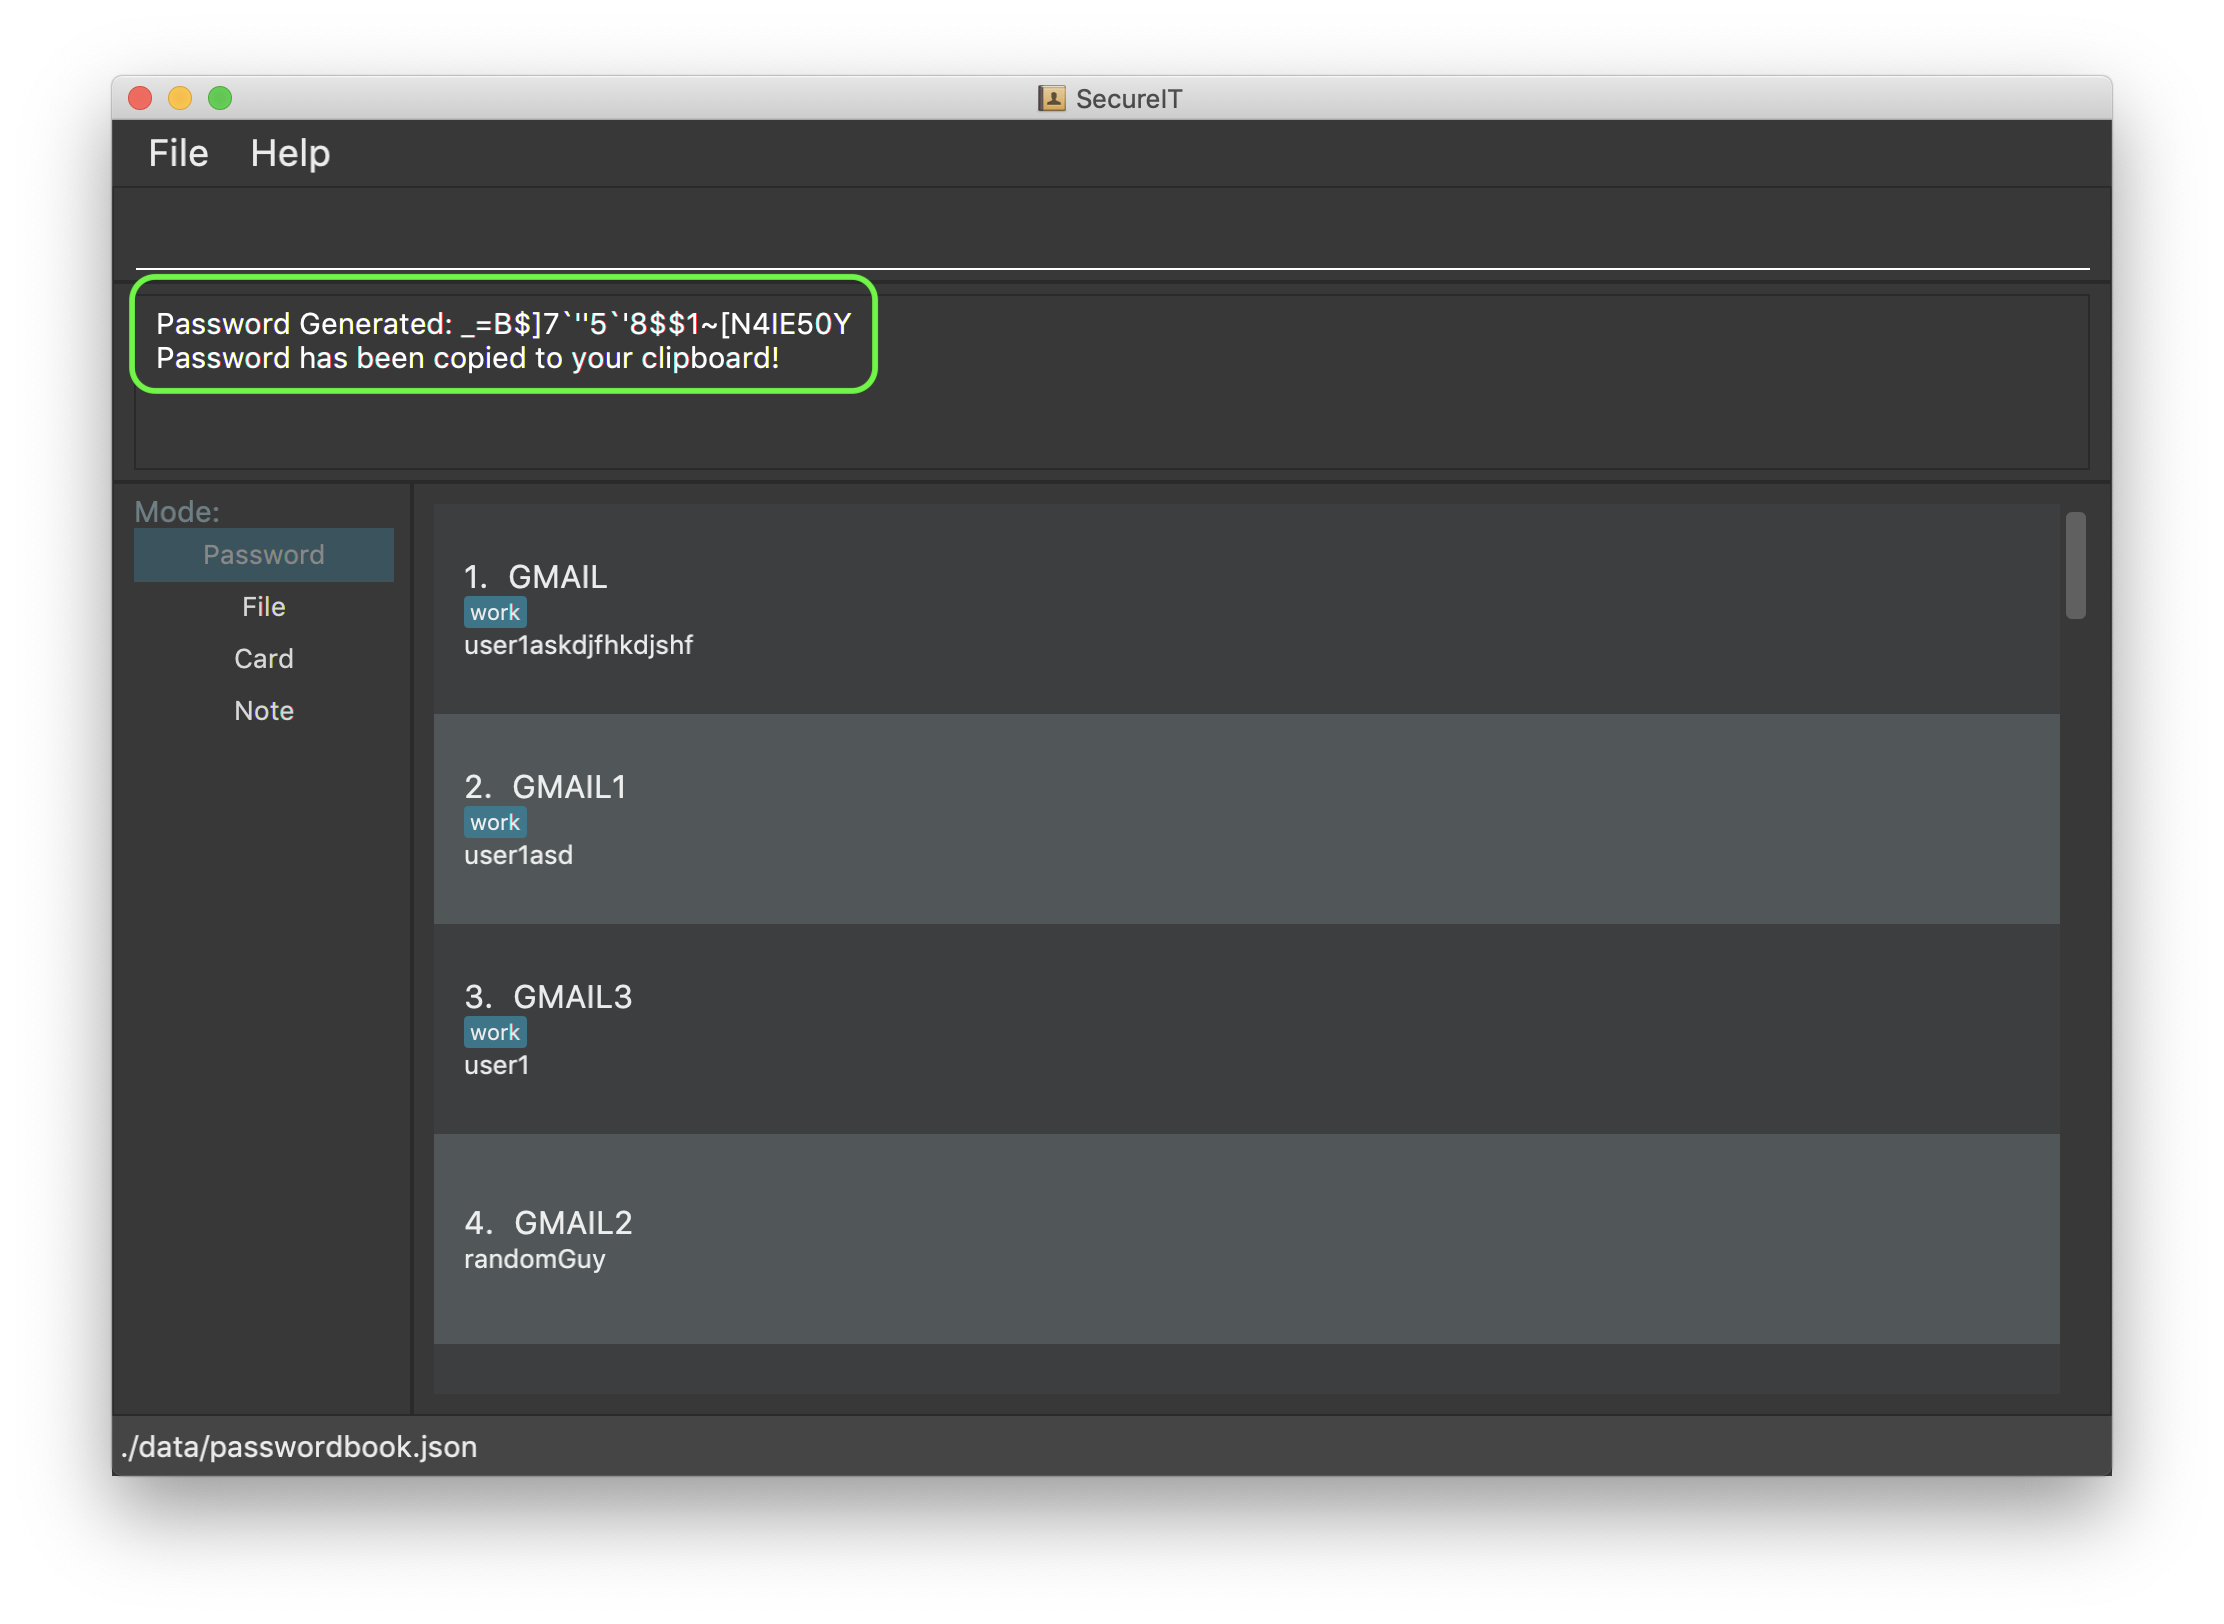 SecureIT
File Help
Password Generated: _=B$]7`''5`'8$$1~[N4IE50Y
Password has been copied to your clipboard!
Mode:
Password
File
Card
Note
1. GMAIL
work
user1askdjfhkdjshf
2. GMAIL1
work
user1asd
3. GMAIL3
work
user1
4. GMAIL2
randomGuy
./data/passwordbook.json